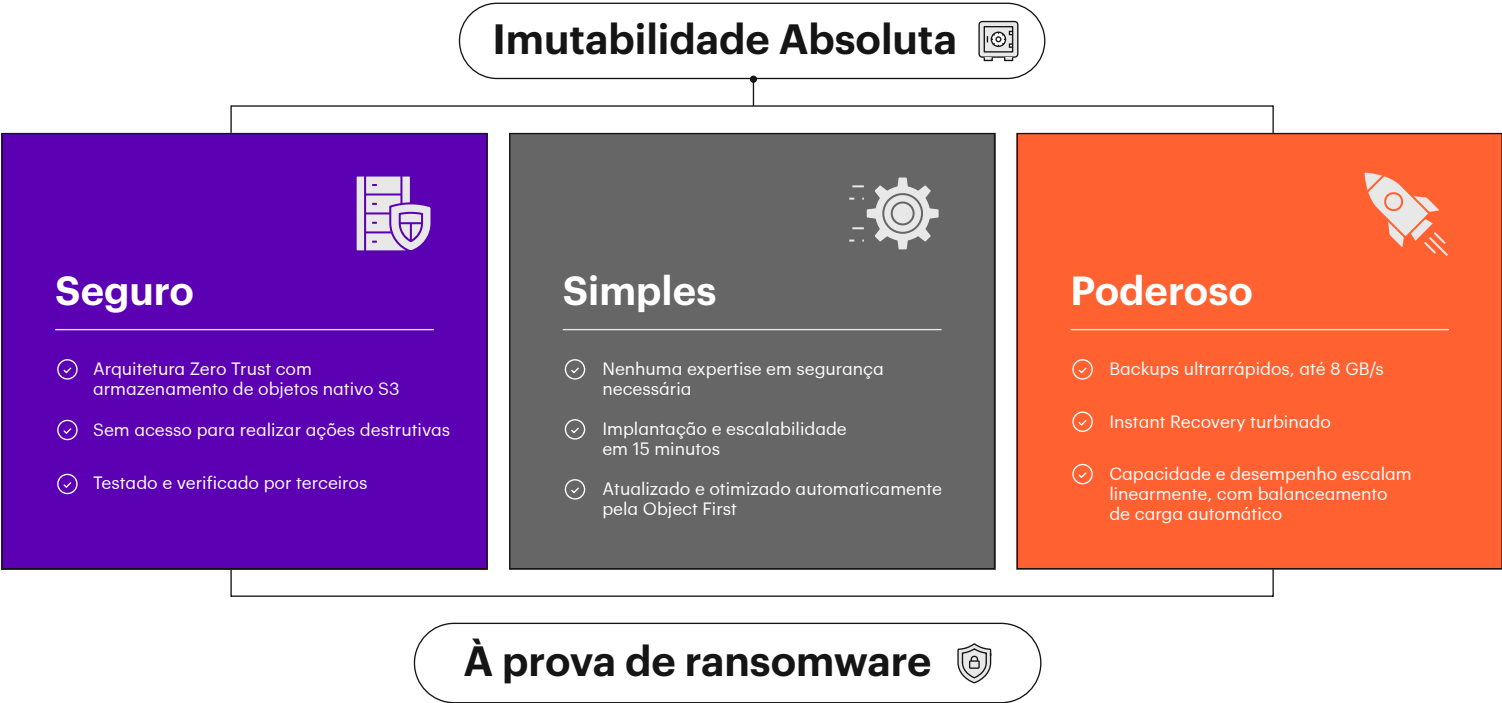 Imutabilidade Absoluta
Seguro
Arquitetura Zero Trust com
armazenamento de objetos nativo S3
Sem acesso para realizar ações destrutivas
Testado e verificado por terceiros
Simples
Nenhuma expertise em segurança
necessária
Implantação e escalabilidade
em 15 minutos
Atualizado e otimizado automaticamente
pela Object First
Poderoso
Backups ultrarrápidos, até 8 GB/s
Instant Recovery turbinado
Capacidade e desempenho escalam
linearmente, com balanceamento
de carga automático
À prova de ransomware